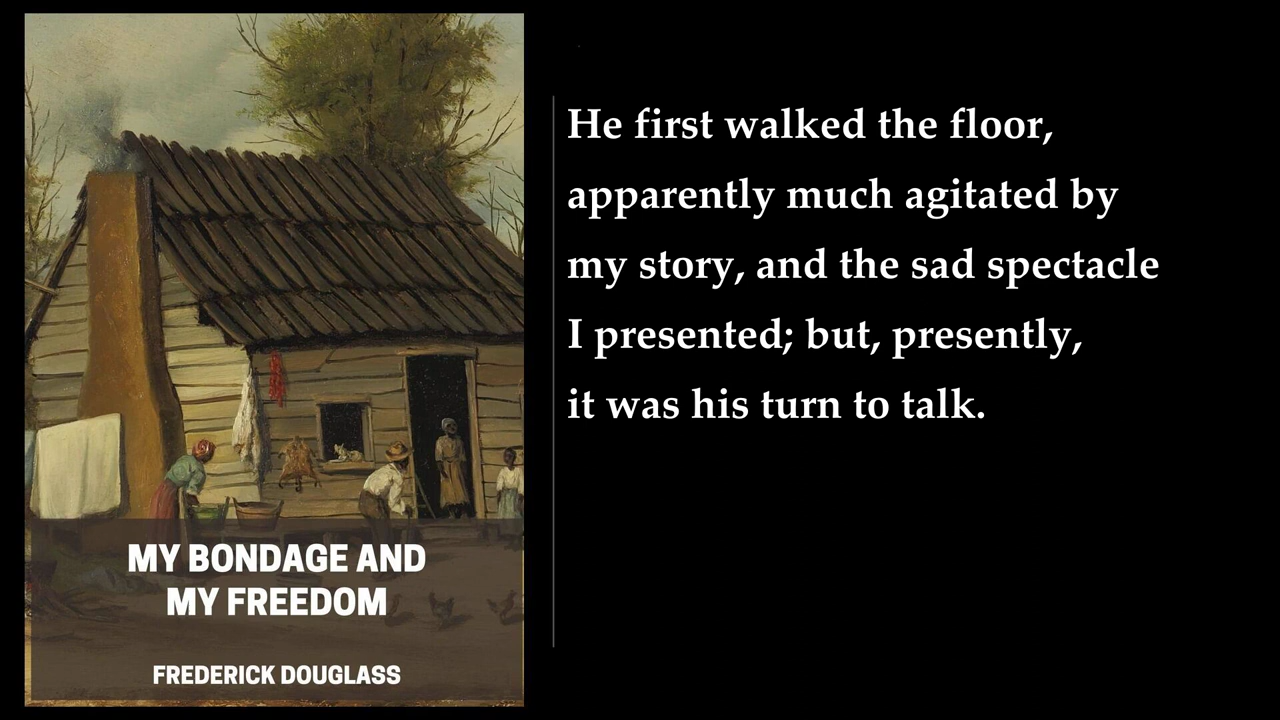 He first walked the floor,
apparently much agitated by
my story, and the sad spectacle
I presented; but, presently,
it was his turn to talk.
MY BONDAGE AND
MY FREEDOM
FREDERICK DOUGLASS